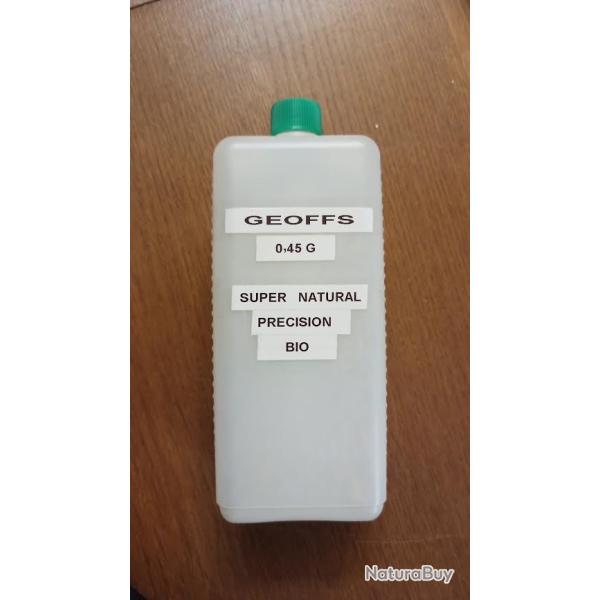 GEOFFS
0,45 G
SUPER NATURAL
PRECISION
BIO
NaturaBuy